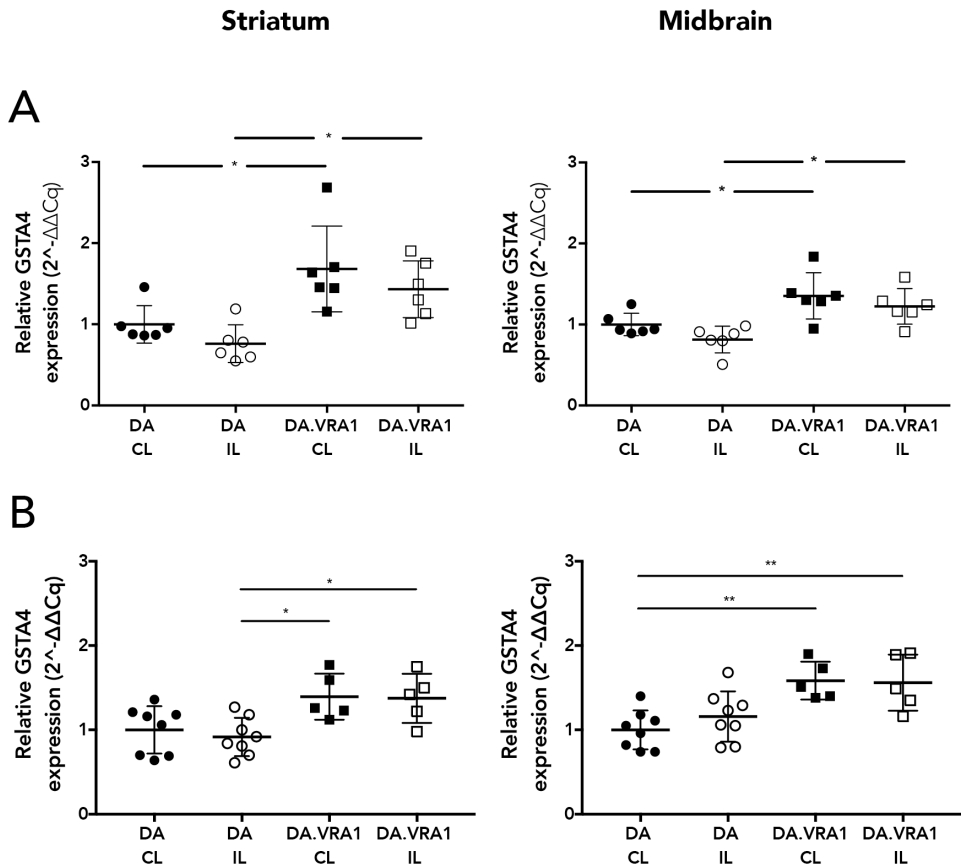 Striatum
Midbrain
A
Relative GSTA4
expression (2^-ΔΔCq)
3
2
1
0
*
*
DA
CL
DA
IL
DA.VRA1
CL
DA.VRA1
IL
Relative GSTA4
expression (2^-ΔΔCq)
3
2
1
0
*
*
DA
CL
DA
IL
DA.VRA1
CL
DA.VRA1
IL
B
Relative GSTA4
expression (2^-ΔΔCq)
3
2
1
0
*
*
DA
CL
DA
IL
DA.VRA1
CL
DA.VRA1
IL
Relative GSTA4
expression (2^-ΔΔCq)
3
2
1
0
**
**
DA
CL
DA
IL
DA.VRA1
CL
DA.VRA1
IL